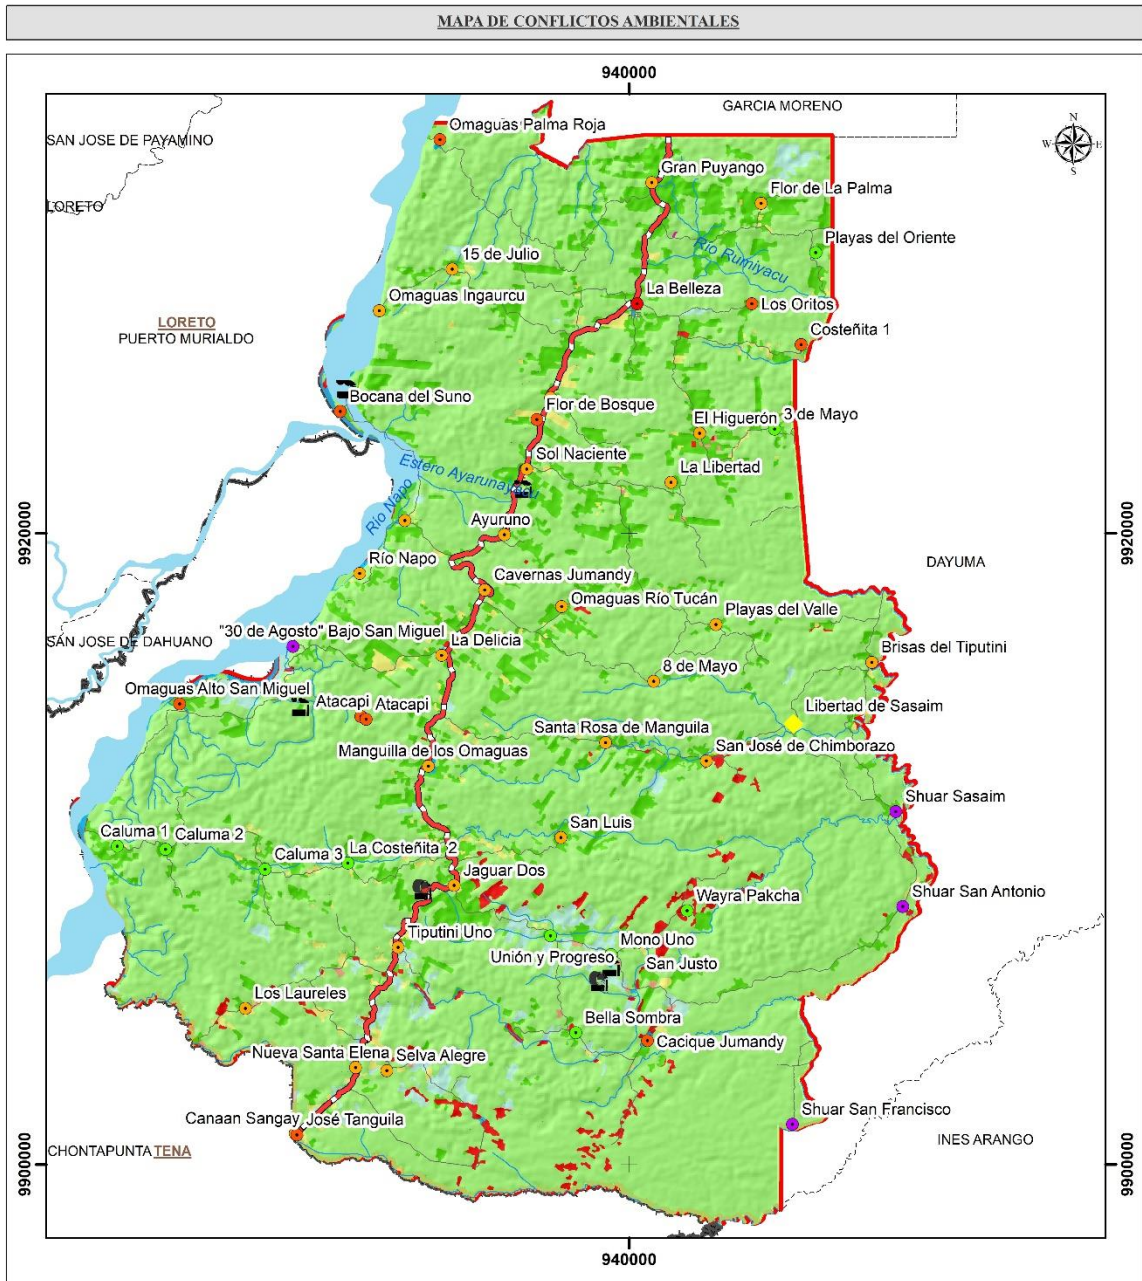 MAPA DE CONFLICTOS AMBIENTALES
940000
GARCIA MORENO
Omaguas Palma Roja
SAN JOSE DE PAYAMINO
N
W
E
S
Gran Puyango
Flor de La Palma
LORETO
Playas del Oriente
15 de Julio
Río Rumiyacu
Omaguas Ingaurcu
La Belleza
Los Oritos
LORETO
PUERTO MURIALDO
Costeñita 1
Bocana del Suno
Flor de Bosque
El Higuerón
3 de Mayo
Sol Naciente
La Libertad
Estero Ayarunayacu
Río Napo
Ayuruno
9920000
9920000
Río Napo
DAYUMA
Cavernas Jumandy
Omaguas Río Tucán
Playas del Valle
SAN JOSE DE DAHUANO
"30 de Agosto" Bajo San Miguel
La Delicia
Brisas del Tiputini
8 de Mayo
Omaguas Alto San Miguel
Atacapi
Atacapi
Libertad de Sasaim
Santa Rosa de Manguila
Manguilla de los Omaguas
San José de Chimborazo
Shuar Sasaim
Caluma 1
Caluma 2
San Luis
Caluma 3
La Costeñita 2
Jaguar Dos
Wayra Pakcha
Shuar San Antonio
Tiputini Uno
Mono Uno
Unión y Progreso
San Justo
Los Laureles
Bella Sombra
Cacique Jumandy
Nueva Santa Elena
Selva Alegre
Canaan Sangay
José Tanguila
Shuar San Francisco
CHONTAPUNTA
TENA
INES ARANGO
9900000
9900000
940000